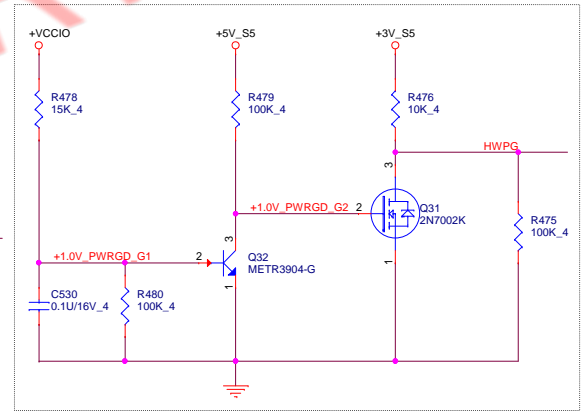 +VCCIO
+5V_S5
+3V_S5
R478
15K_4
R479
100K_4
R476
10K_4
HWPG
3
+1.0V_PWRGD_G2
2
Q31
2N7002K
R475
100K_4
3
+1.0V_PWRGD_G1
2
Q32
METR3904-G
1
1
C530
0.1U/16V_4
R480
100K_4